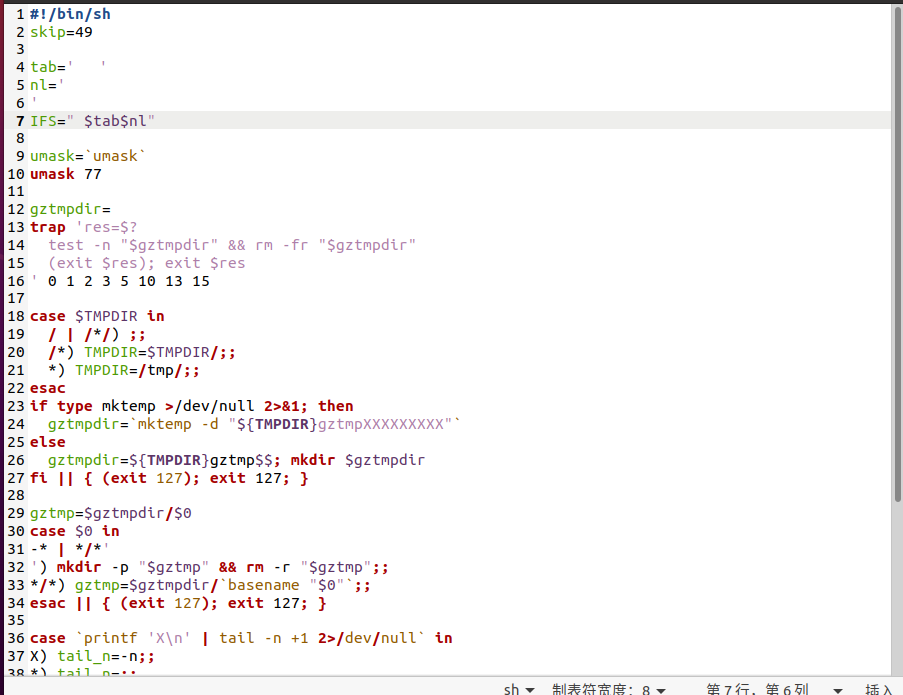 1 #!/bin/sh
2 skip=49
3
4 tab='	'
5 nl='
6 '
7 IFS=" $tab$nl"
8
9 umask=`umask`
10 umask 77
11
12 gztmpdir=
13 trap 'res=$?
14   test -n "$gztmpdir" && rm -fr "$gztmpdir"
15   (exit $res); exit $res
16 ' 0 1 2 3 5 10 13 15
17
18 case $TMPDIR in
19   / | /*/) ;;
20   /*) TMPDIR=$TMPDIR/;;
21   *) TMPDIR=/tmp/;;
22 esac
23 if type mktemp >/dev/null 2>&1; then
24   gztmpdir=`mktemp -d "${TMPDIR}gztmpXXXXXXXXX"`
25 else
26   gztmpdir=${TMPDIR}gztmp$$; mkdir $gztmpdir
27 fi || { (exit 127); exit 127; }
28
29 gztmp=$gztmpdir/$0
30 case $0 in
31 -* | */*'
32 ') mkdir -p "$gztmp" && rm -r "$gztmp";;
33 */*) gztmp=$gztmpdir/`basename "$0"`;;
34 esac || { (exit 127); exit 127; }
35
36 case `printf 'X\n' | tail -n +1 2>/dev/null` in
37 X) tail_n=-n;;
38 *) tail_n=;;
sh 制表符宽度：8 第 7 行，第 6 列 插入